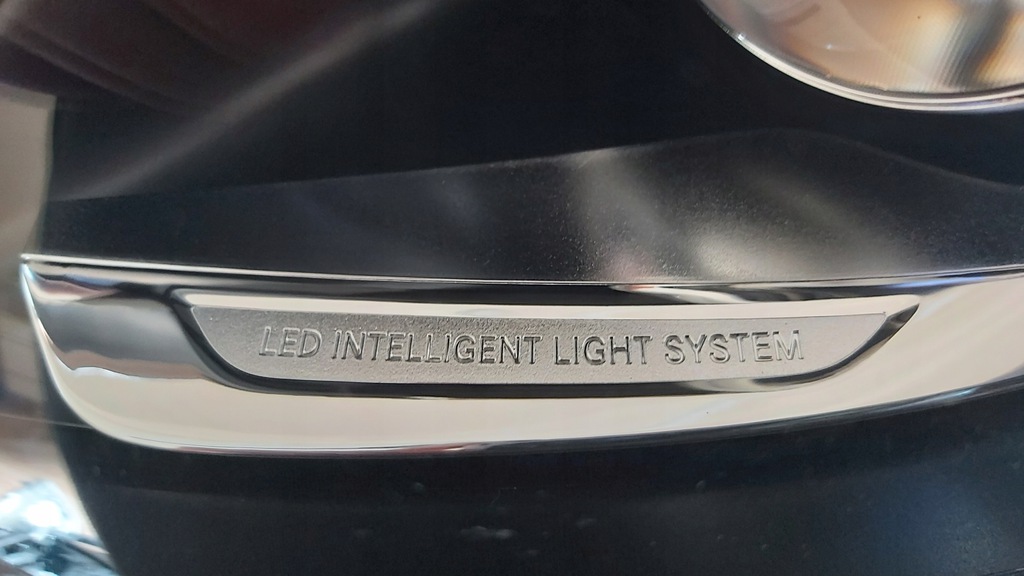 LED INTELLIGENT LIGHT SYSTEM